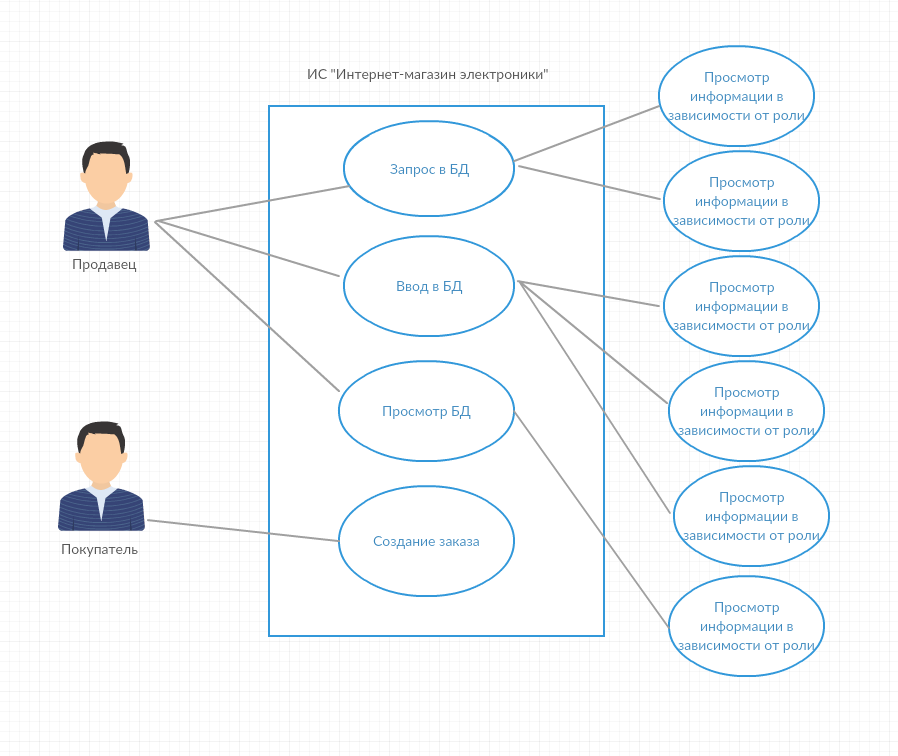 ИС "Интернет-магазин электроники"
Продавец
Покупатель
Запрос в БД
Ввод в БД
Просмотр БД
Создание заказа
Просмотр
информации в
зависимости от роли
Просмотр
информации в
зависимости от роли
Просмотр
информации в
зависимости от роли
Просмотр
информации в
зависимости от роли
Просмотр
информации в
зависимости от роли
Просмотр
информации в
зависимости от роли